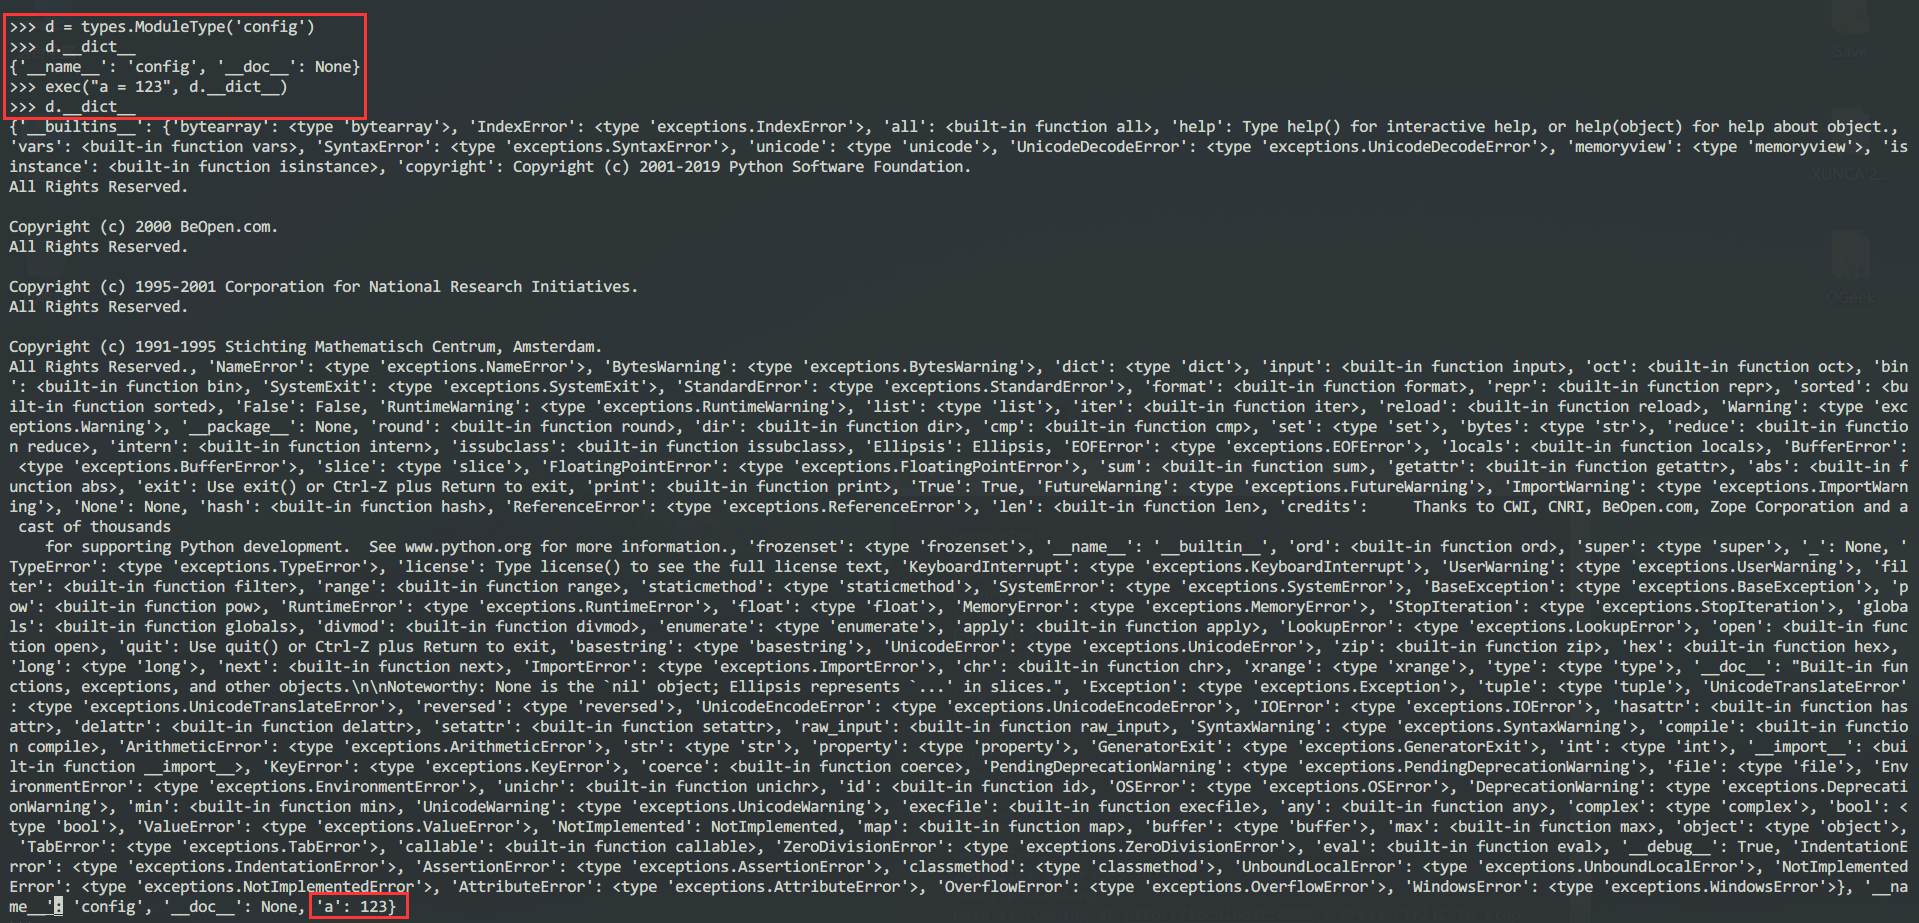 >>> d = types.ModuleType('config')
>>> d.__dict__
{'__name__': 'config', '__doc__': None}
>>> exec("a = 123", d.__dict__)
>>> d.__dict__
{'__builtins__': {'bytearray': <type 'bytearray'>, 'IndexError': <type 'exceptions.IndexError'>, 'all': <built-in function all>, 'help': Type help() for interactive help, or help(object) for help about object.,
'vars': <built-in function vars>, 'SyntaxError': <type 'exceptions.SyntaxError'>, 'unicode': <type 'unicode'>, 'UnicodeDecodeError': <type 'exceptions.UnicodeDecodeError'>, 'memoryview': <type 'memoryview'>, 'is
instance': <built-in function isinstance>, 'copyright': Copyright (c) 2001-2019 Python Software Foundation.
All Rights Reserved.
Copyright (c) 2000 BeOpen.com.
All Rights Reserved.
Copyright (c) 1995-2001 Corporation for National Research Initiatives.
All Rights Reserved.
Copyright (c) 1991-1995 Stichting Mathematisch Centrum, Amsterdam.
All Rights Reserved., 'NameError': <type 'exceptions.NameError'>, 'BytesWarning': <type 'exceptions.BytesWarning'>, 'dict': <type 'dict'>, 'input': <built-in function input>, 'oct': <built-in function oct>, 'bin
': <built-in function bin>, 'SystemExit': <type 'exceptions.SystemExit'>, 'StandardError': <type 'exceptions.StandardError'>, 'format': <built-in function format>, 'repr': <built-in function repr>, 'sorted': <bu
ilt-in function sorted>, 'False': False, 'RuntimeWarning': <type 'exceptions.RuntimeWarning'>, 'list': <type 'list'>, 'iter': <built-in function iter>, 'reload': <built-in function reload>, 'Warning': <type 'exc
eptions.Warning'>, '__package__': None, 'round': <built-in function round>, 'dir': <built-in function dir>, 'cmp': <built-in function cmp>, 'set': <type 'set'>, 'bytes': <type 'str'>, 'reduce': <built-in functio
n reduce>, 'intern': <built-in function intern>, 'issubclass': <built-in function issubclass>, 'Ellipsis': Ellipsis, 'EOFError': <type 'exceptions.EOFError'>, 'locals': <built-in function locals>, 'BufferError':
<type 'exceptions.BufferError'>, 'slice': <type 'slice'>, 'FloatingPointError': <type 'exceptions.FloatingPointError'>, 'sum': <built-in function sum>, 'getattr': <built-in function getattr>, 'abs': <built-in f
unction abs>, 'exit': Use exit() or Ctrl-Z plus Return to exit, 'print': <built-in function print>, 'True': True, 'FutureWarning': <type 'exceptions.FutureWarning'>, 'ImportWarning': <type 'exceptions.ImportWarn
ing'>, 'None': None, 'hash': <built-in function hash>, 'ReferenceError': <type 'exceptions.ReferenceError'>, 'len': <built-in function len>, 'credits':     Thanks to CWI, CNRI, BeOpen.com, Zope Corporation and a
cast of thousands
for supporting Python development.  See www.python.org for more information., 'frozenset': <type 'frozenset'>, '__name__': '__builtin__', 'ord': <built-in function ord>, 'super': <type 'super'>, '_': None, '
TypeError': <type 'exceptions.TypeError'>, 'license': Type license() to see the full license text, 'KeyboardInterrupt': <type 'exceptions.KeyboardInterrupt'>, 'UserWarning': <type 'exceptions.UserWarning'>, 'fil
ter': <built-in function filter>, 'range': <built-in function range>, 'staticmethod': <type 'staticmethod'>, 'SystemError': <type 'exceptions.SystemError'>, 'BaseException': <type 'exceptions.BaseException'>, 'p
ow': <built-in function pow>, 'RuntimeError': <type 'exceptions.RuntimeError'>, 'float': <type 'float'>, 'MemoryError': <type 'exceptions.MemoryError'>, 'StopIteration': <type 'exceptions.StopIteration'>, 'globa
ls': <built-in function globals>, 'divmod': <built-in function divmod>, 'enumerate': <type 'enumerate'>, 'apply': <built-in function apply>, 'LookupError': <type 'exceptions.LookupError'>, 'open': <built-in func
tion open>, 'quit': Use quit() or Ctrl-Z plus Return to exit, 'basestring': <type 'basestring'>, 'UnicodeError': <type 'exceptions.UnicodeError'>, 'zip': <built-in function zip>, 'hex': <built-in function hex>,
'long': <type 'long'>, 'next': <built-in function next>, 'ImportError': <type 'exceptions.ImportError'>, 'chr': <built-in function chr>, 'xrange': <type 'xrange'>, 'type': <type 'type'>, '__doc__': "Built-in fun
ctions, exceptions, and other objects.\n\nNoteworthy: None is the `nil' object; Ellipsis represents `...' in slices.", 'Exception': <type 'exceptions.Exception'>, 'tuple': <type 'tuple'>, 'UnicodeTranslateError'
: <type 'exceptions.UnicodeTranslateError'>, 'reversed': <type 'reversed'>, 'UnicodeEncodeError': <type 'exceptions.UnicodeEncodeError'>, 'IOError': <type 'exceptions.IOError'>, 'hasattr': <built-in function has
attr>, 'delattr': <built-in function delattr>, 'setattr': <built-in function setattr>, 'raw_input': <built-in function raw_input>, 'SyntaxWarning': <type 'exceptions.SyntaxWarning'>, 'compile': <built-in functio
n compile>, 'ArithmeticError': <type 'exceptions.ArithmeticError'>, 'str': <type 'str'>, 'property': <type 'property'>, 'GeneratorExit': <type 'exceptions.GeneratorExit'>, 'int': <type 'int'>, '__import__': <bui
lt-in function __import__>, 'KeyError': <type 'exceptions.KeyError'>, 'coerce': <built-in function coerce>, 'PendingDeprecationWarning': <type 'exceptions.PendingDeprecationWarning'>, 'file': <type 'file'>, 'Env
ironmentError': <type 'exceptions.EnvironmentError'>, 'unichr': <built-in function unichr>, 'id': <built-in function id>, 'OSError': <type 'exceptions.OSError'>, 'DeprecationWarning': <type 'exceptions.Deprecati
onWarning'>, 'min': <built-in function min>, 'UnicodeWarning': <type 'exceptions.UnicodeWarning'>, 'execfile': <built-in function execfile>, 'any': <built-in function any>, 'complex': <type 'complex'>, 'bool': <
type 'bool'>, 'ValueError': <type 'exceptions.ValueError'>, 'NotImplemented': NotImplemented, 'map': <built-in function map>, 'buffer': <type 'buffer'>, 'max': <built-in function max>, 'object': <type 'object'>,
'TabError': <type 'exceptions.TabError'>, 'callable': <built-in function callable>, 'ZeroDivisionError': <type 'exceptions.ZeroDivisionError'>, 'eval': <built-in function eval>, '__debug__': True, 'IndentationE
rror': <type 'exceptions.IndentationError'>, 'AssertionError': <type 'exceptions.AssertionError'>, 'classmethod': <type 'classmethod'>, 'UnboundLocalError': <type 'exceptions.UnboundLocalError'>, 'NotImplemented
Error': <type 'exceptions.NotImplementedError'>, 'AttributeError': <type 'exceptions.AttributeError'>, 'OverflowError': <type 'exceptions.OverflowError'>, 'WindowsError': <type 'exceptions.WindowsError'>}, '__na
me__': 'config', '__doc__': None, 'a': 123}